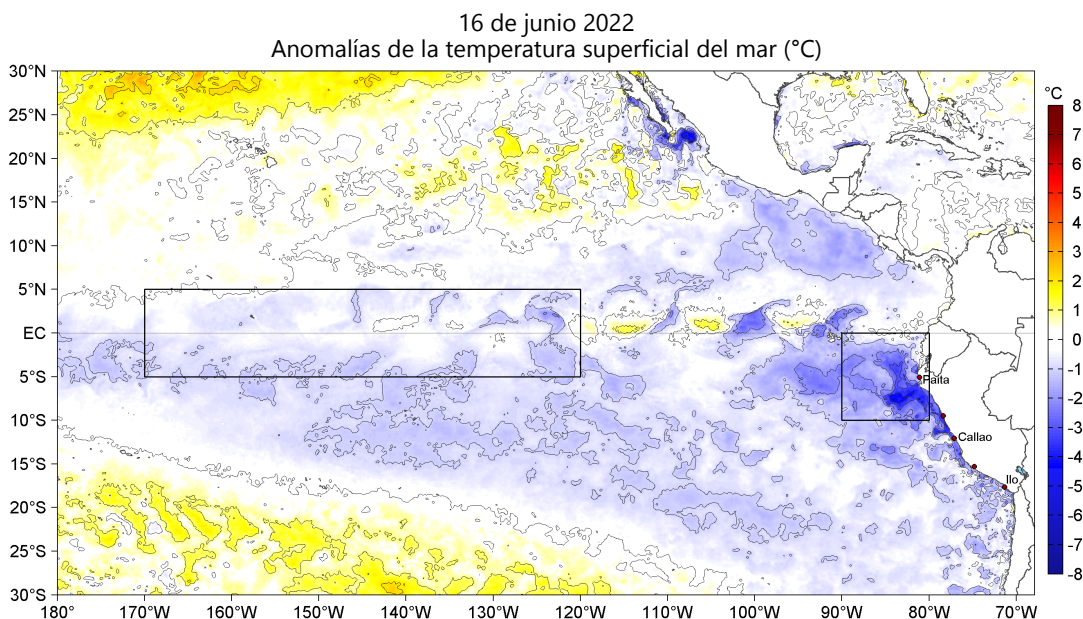 16 de junio 2022
Anomalías de la temperatura superficial del mar (°C)
30°N
25°N
20°N
15°N
10°N
5°N
EC
5°S
10°S
15°S
20°S
25°S
30°S
180
170°W
160°W
150°W
140°W
130°W
120°W
110°W
100°W
90°W
80°W
70°W
Paita
Callao
Ilo
°C
8
7
6
5
4
3
2
1
0
-1
-2
-3
-4
-5
-6
-7
-8